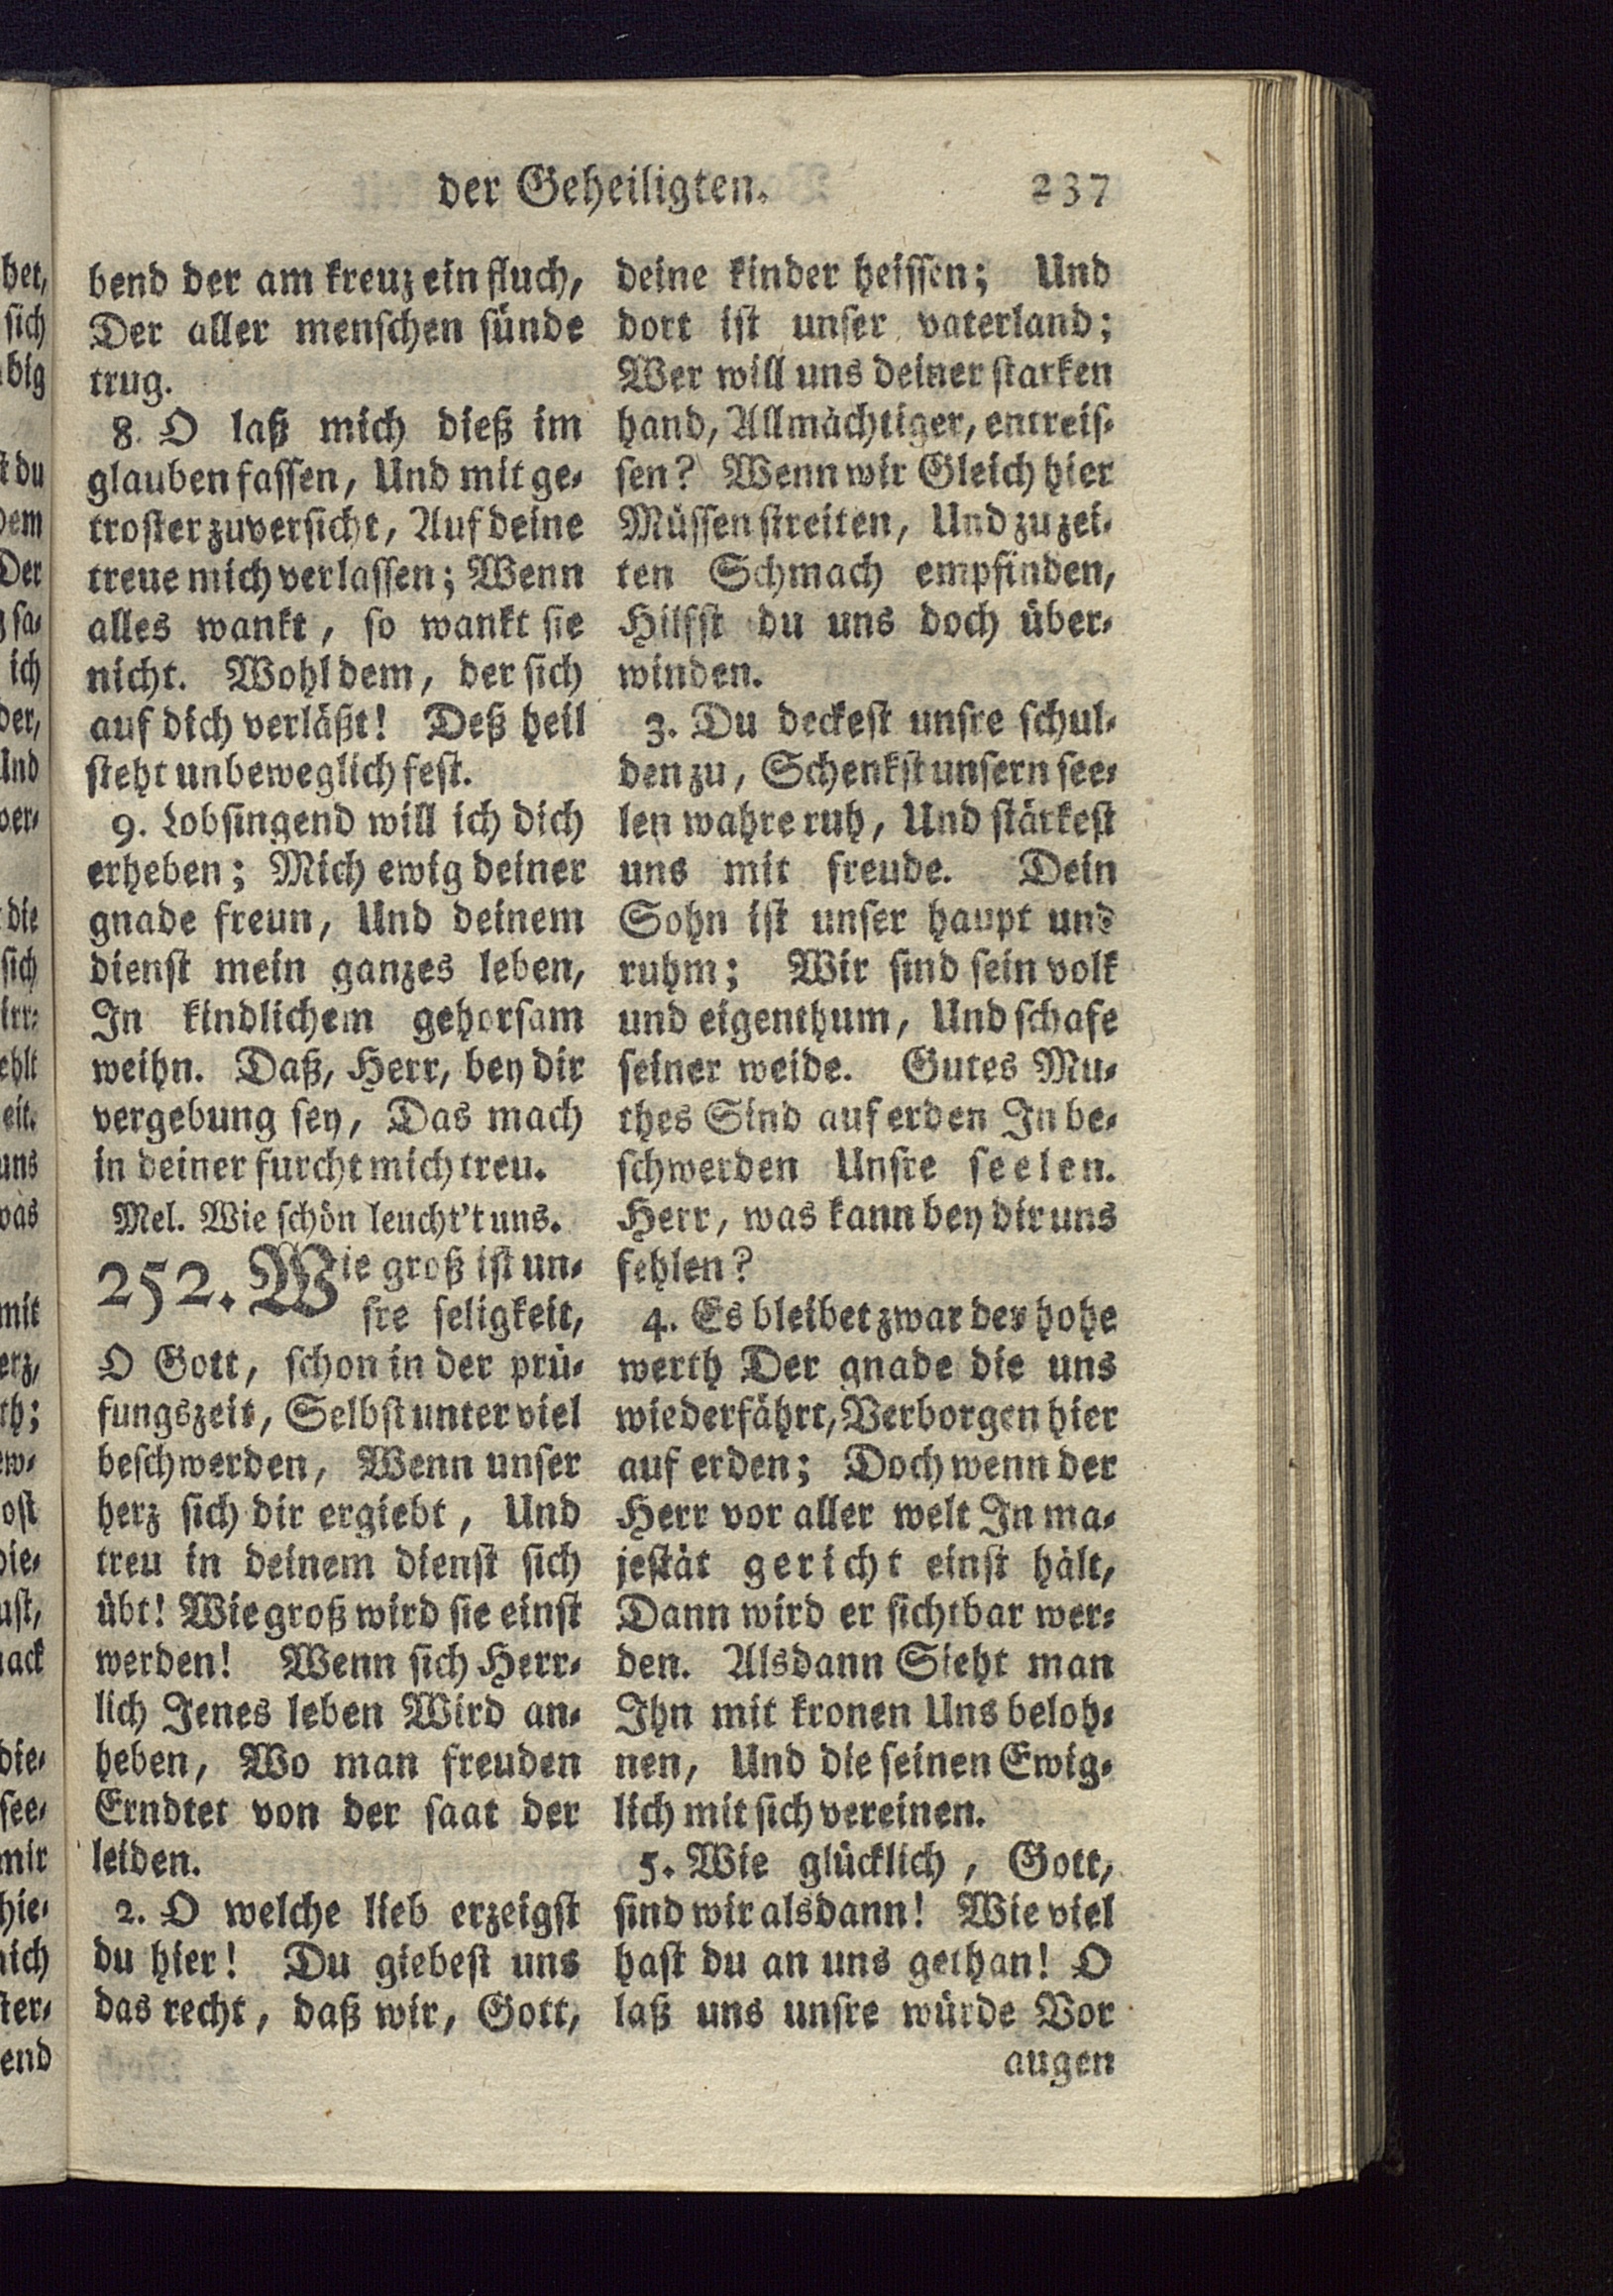 der Geheiligten. 237
bend der am kreuz ein fluch,
Der aller menschen sünde
trug.
8. O laß mich dieß im
glauben fassen, Und mit ge-
troster zuversicht, Auf deine
treue mich verlassen; Wenn
alles wankt, so wankt sie
nicht. Wohl dem, der sich
auf dich verläßt! Deß heil
steht unbeweglich fest.
9. Lobsingend will ich dich
erheben; Mich ewig deiner
gnade freun, Und deinem
dienst mein ganzes leben,
In kindlichem gehorsam
weihn. Daß, Herr, bey dir
vergebung sey, Das mach
in deiner furcht mich treu.
Mel. Wie schön leucht't uns.
252. Wie groß ist un-
sre seligkeit,
O Gott, schon in der prü-
fungszeit, Selbst unter viel
beschwerden, Wenn unser
herz sich dir ergiebt, Und
treu in deinem dienst sich
übt! Wie groß wird sie einst
werden! Wenn sich Herr-
lich Jenes leben Wird an-
heben, Wo man freuden
Erndtet von der saat der
leiden.
2. O welche lieb erzeigst
du hier! Du giebest uns
das recht, daß wir, Gott,
deine kinder heissen; Und
dort ist unser vaterland;
Wer will uns deiner starken
hand, Allmächtiger, entreis-
sen? Wenn wir Gleich hier
Müssen streiten, Und zu zei-
ten Schmach empfinden,
Hilfst du uns doch über-
winden.
3. Du deckest unsre schul-
den zu, Schenkst unsern see-
len wahre ruh, Und stärkest
uns mit freude. Dein
Sohn ist unser haupt und
ruhm; Wir sind sein volk
und eigenthum, Und schafe
seiner weide. Gutes Mu-
thes Sind auf erden In be-
schwerden Unsre seelen.
Herr, was kann bey dir uns
fehlen?
4. Es bleibet zwar der hohe
werth Der gnade die uns
wiederfährt, Verborgen hier
auf erden; Doch wenn der
Herr vor aller welt In ma-
jestät gericht einst hält,
Dann wird er sichtbar wer-
den. Alsdann Sieht man
Ihn mit kronen Uns beloh-
nen, Und die seinen Ewig-
lich mit sich vereinen.
5. Wie glücklich, Gott,
sind wir alsdann! Wie viel
hast du an uns gethan! O
laß uns unsre würde Vor
augen